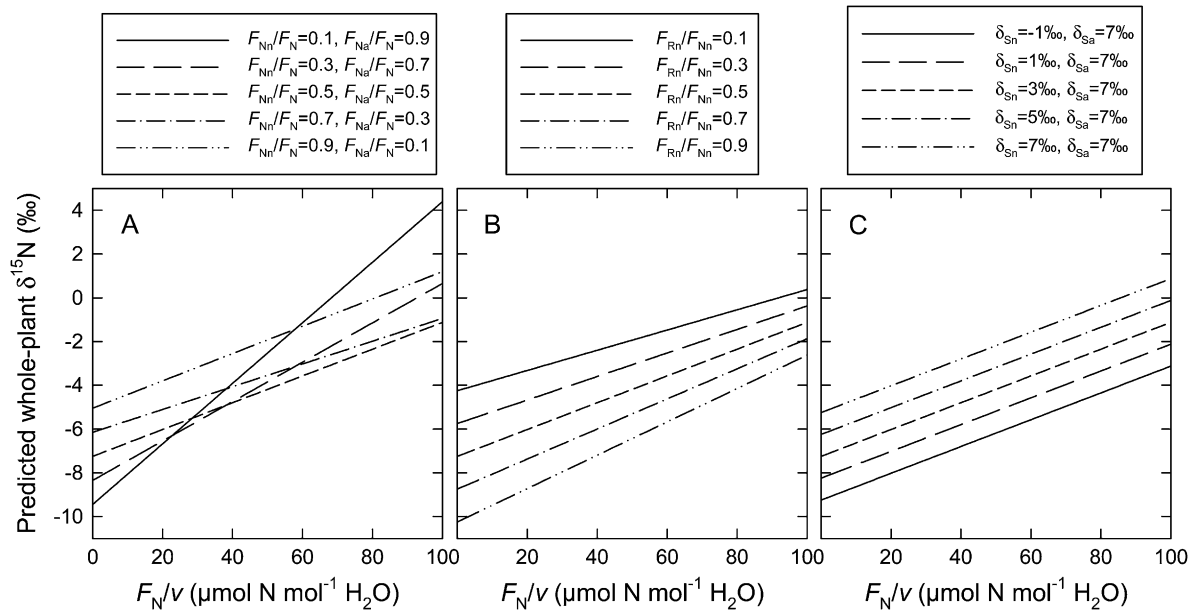 FNn/FN=0.1, FNa/FN=0.9
FNn/FN=0.3, FNa/FN=0.7
FNn/FN=0.5, FNa/FN=0.5
FNn/FN=0.7, FNa/FN=0.3
FNn/FN=0.9, FNa/FN=0.1
FRn/FNn=0.1
FRn/FNn=0.3
FRn/FNn=0.5
FRn/FNn=0.7
FRn/FNn=0.9
δSn=-1‰, δSa=7‰
δSn=1‰, δSa=7‰
δSn=3‰, δSa=7‰
δSn=5‰, δSa=7‰
δSn=7‰, δSa=7‰
Predicted whole-plant δ¹⁵N (‰)
4
2
0
-2
-4
-6
-8
-10
A
B
C
0 20 40 60 80 100
0 20 40 60 80 100
0 20 40 60 80 100
FN/v (µmol N mol⁻¹ H₂O)
FN/v (µmol N mol⁻¹ H₂O)
FN/v (µmol N mol⁻¹ H₂O)